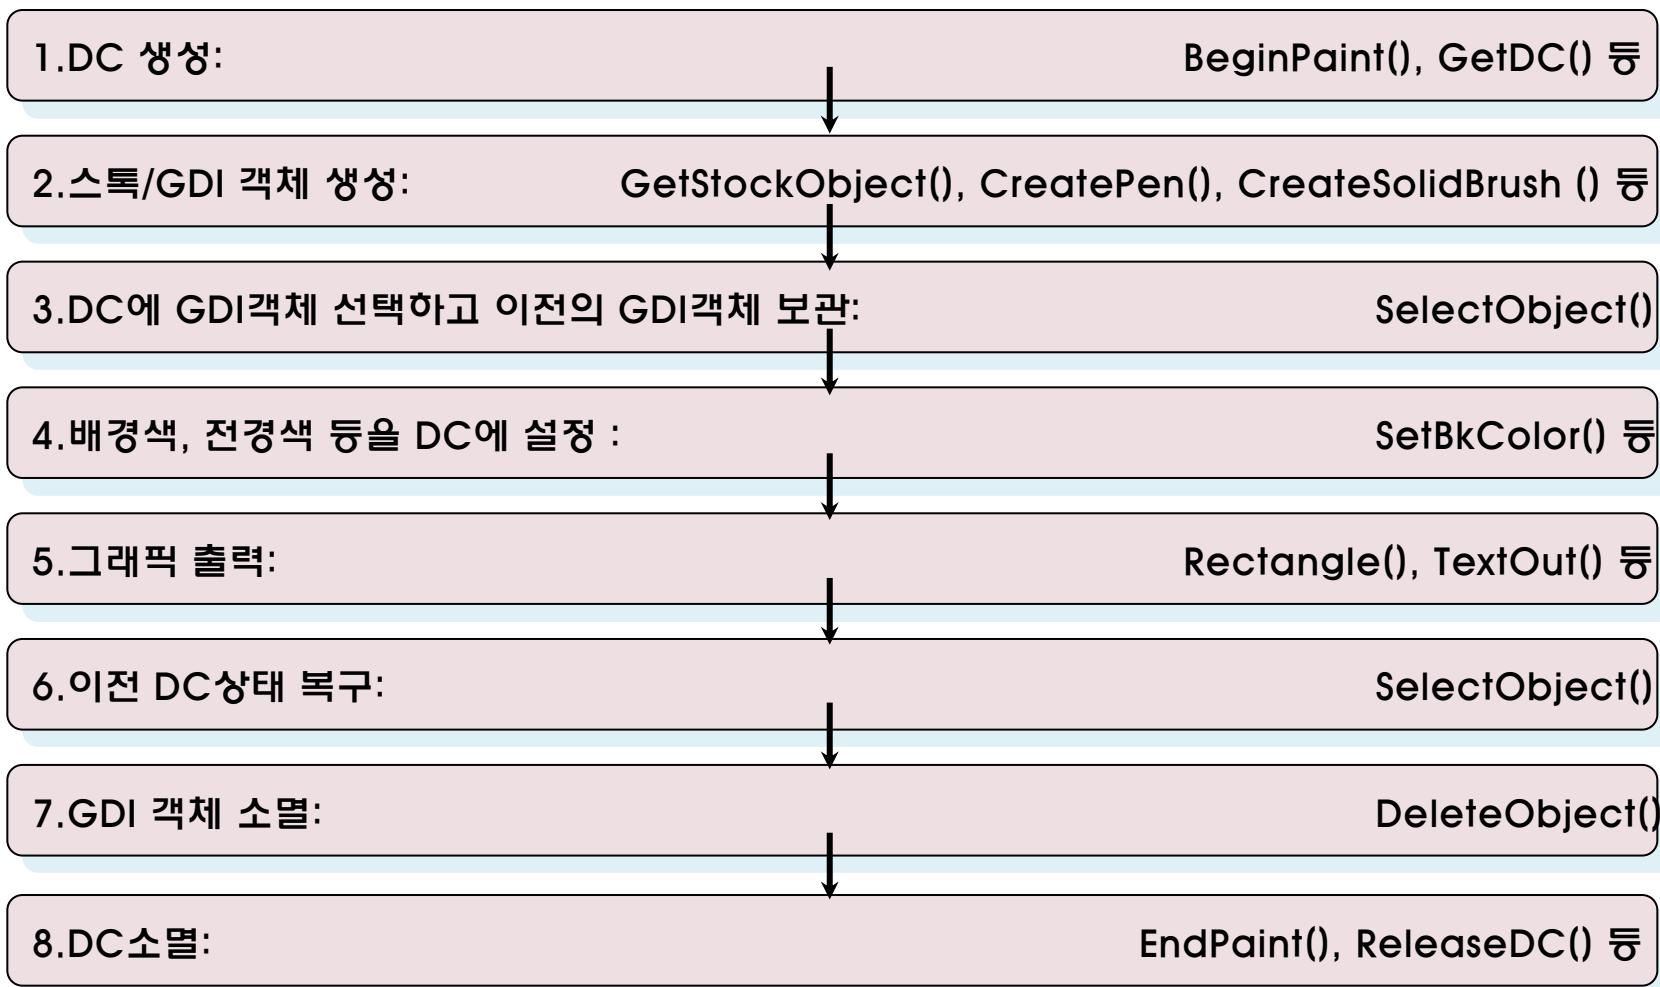 1.DC 생성: BeginPaint(), GetDC() 등
2.스톡/GDI 객체 생성: GetStockObject(), CreatePen(), CreateSolidBrush () 등
3.DC에 GDI객체 선택하고 이전의 GDI객체 보관: SelectObject()
4.배경색, 전경색 등을 DC에 설정 : SetBkColor() 등
5.그래픽 출력: Rectangle(), TextOut() 등
6.이전 DC상태 복구: SelectObject()
7.GDI 객체 소멸: DeleteObject()
8.DC소멸: EndPaint(), ReleaseDC() 등